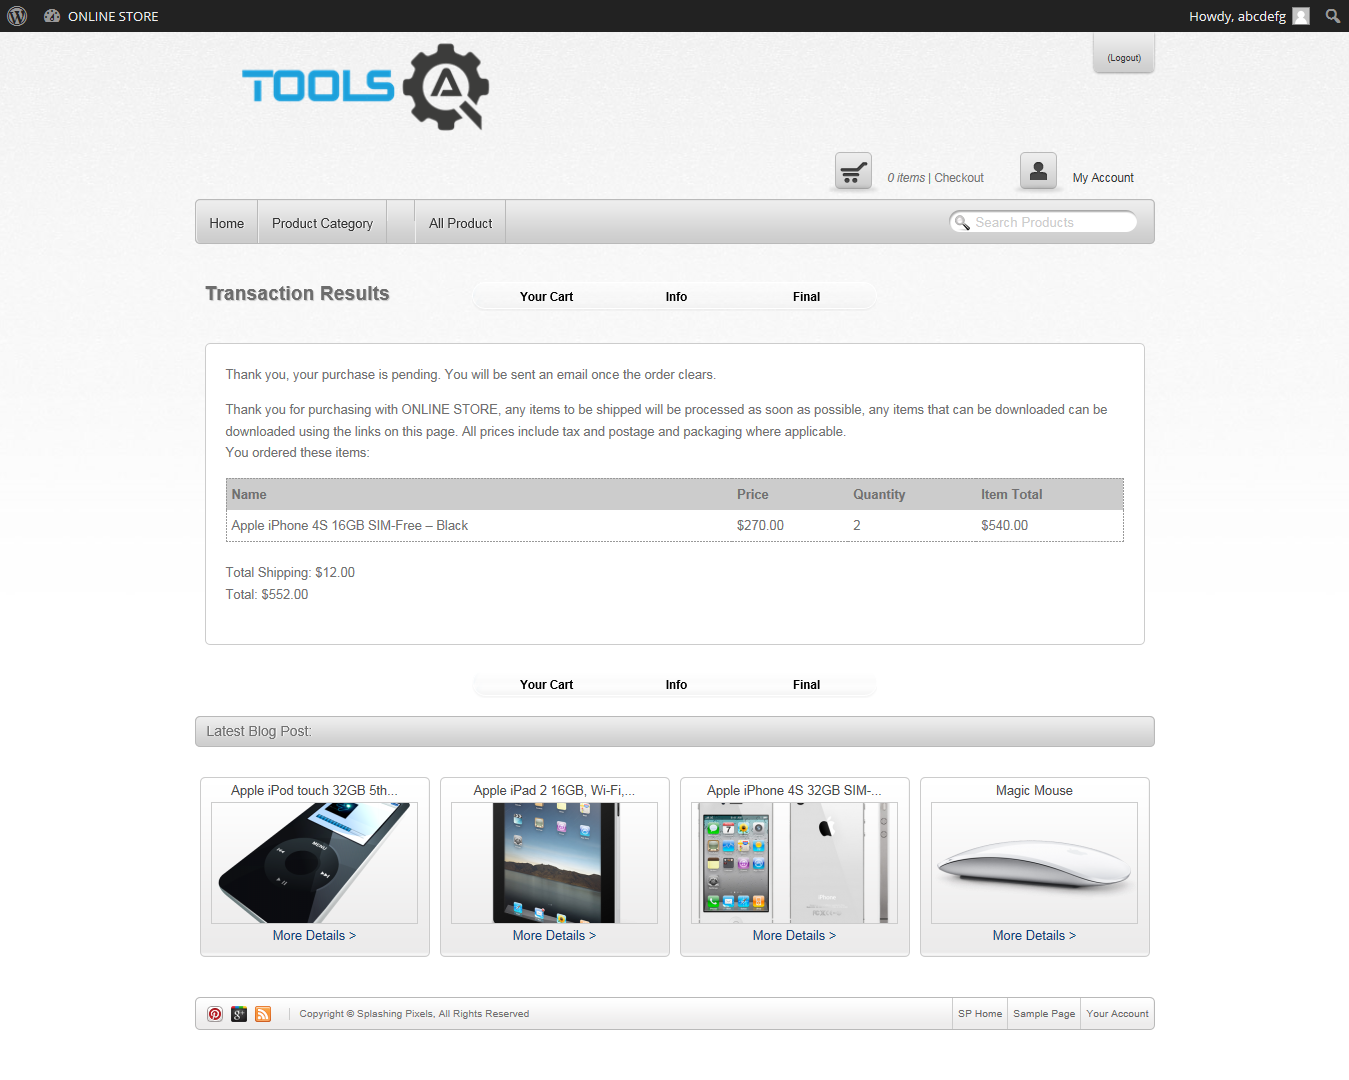 ONLINE STORE
Howdy, abcdefg
(Logout)
TOOLS QA
0 items | Checkout
My Account
Home
Product Category
All Product
Search Products
Transaction Results
Your Cart
Info
Final
Thank you, your purchase is pending. You will be sent an email once the order clears.
Thank you for purchasing with ONLINE STORE, any items to be shipped will be processed as soon as possible, any items that can be downloaded can be
downloaded using the links on this page. All prices include tax and postage and packaging where applicable.
You ordered these items:
Name Price Quantity Item Total
Apple iPhone 4S 16GB SIM-Free – Black $270.00 2 $540.00
Total Shipping: $12.00
Total: $552.00
Your Cart
Info
Final
Latest Blog Post:
Apple iPod touch 32GB 5th...
MENU
More Details >
Apple iPad 2 16GB, Wi-Fi,...
More Details >
Apple iPhone 4S 32GB SIM-...
iPhone
More Details >
Magic Mouse
More Details >
Copyright © Splashing Pixels, All Rights Reserved
SP Home
Sample Page
Your Account